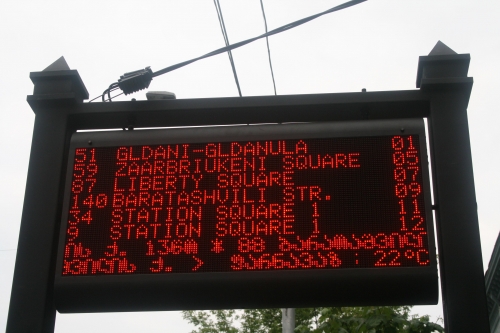 51 GLDANI-GLDANULA 01
59 ZAARBRIUKENI SQUARE 05
87 LIBERTY SQUARE 07
140 BARATASHVILI STR. 09
34 STATION SQUARE 1 11
9 STATION SQUARE 1 12
: 22°C